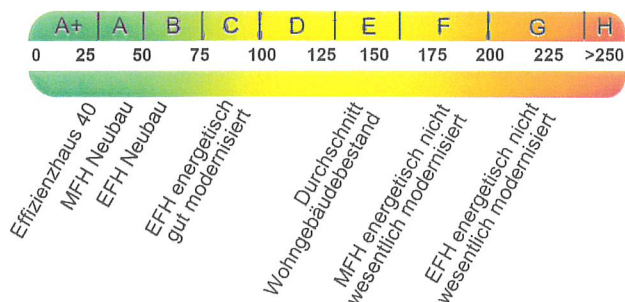 A+ A B C D E F G H
0 25 50 75 100 125 150 175 200 225 >250
Effizienzhaus 40
MFH Neubau
EFH Neubau
EFH energetisch
gut modernisiert
Durchschnitt
Wohngebäudebestand
MFH energetisch nicht
wesentlich modernisiert
EFH energetisch nicht
wesentlich modernisiert